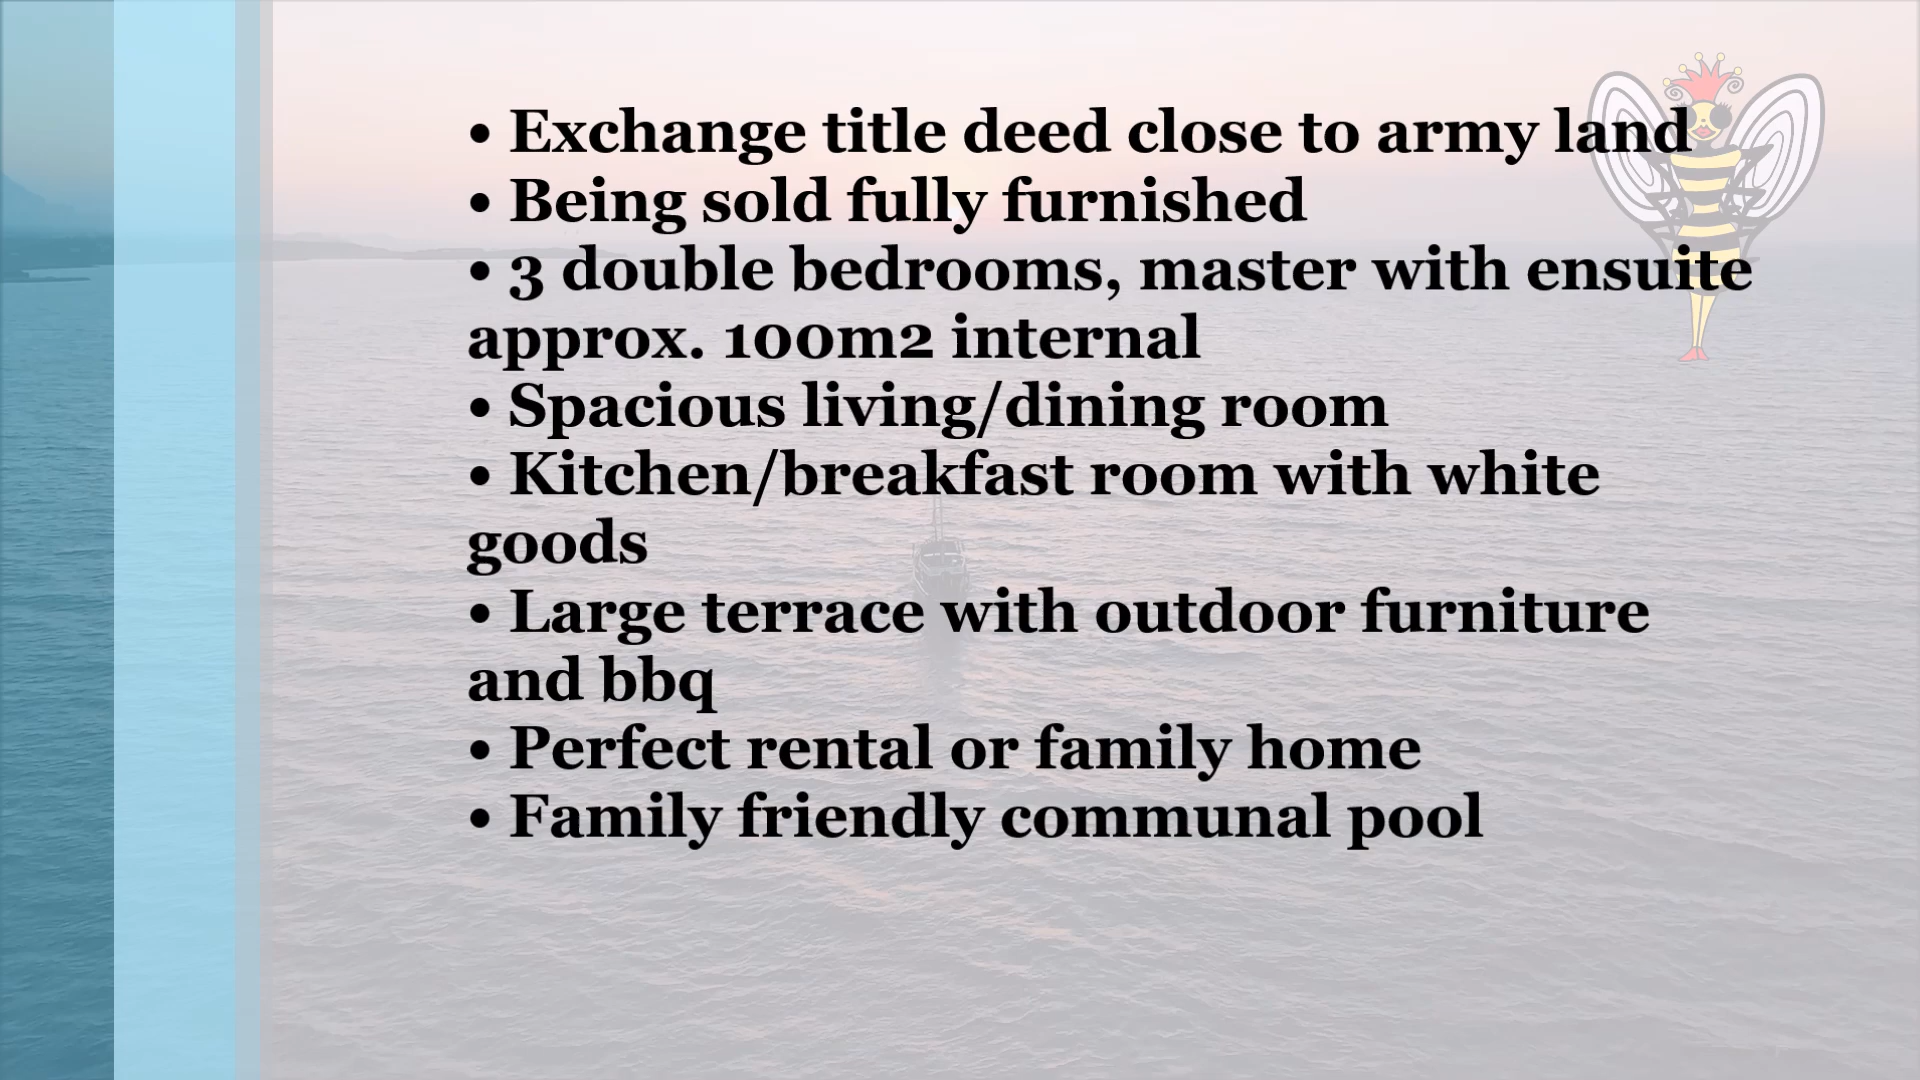 • Exchange title deed close to army land
• Being sold fully furnished
• 3 double bedrooms, master with ensuite
approx. 100m2 internal
• Spacious living/dining room
• Kitchen/breakfast room with white
goods
• Large terrace with outdoor furniture
and bbq
• Perfect rental or family home
• Family friendly communal pool